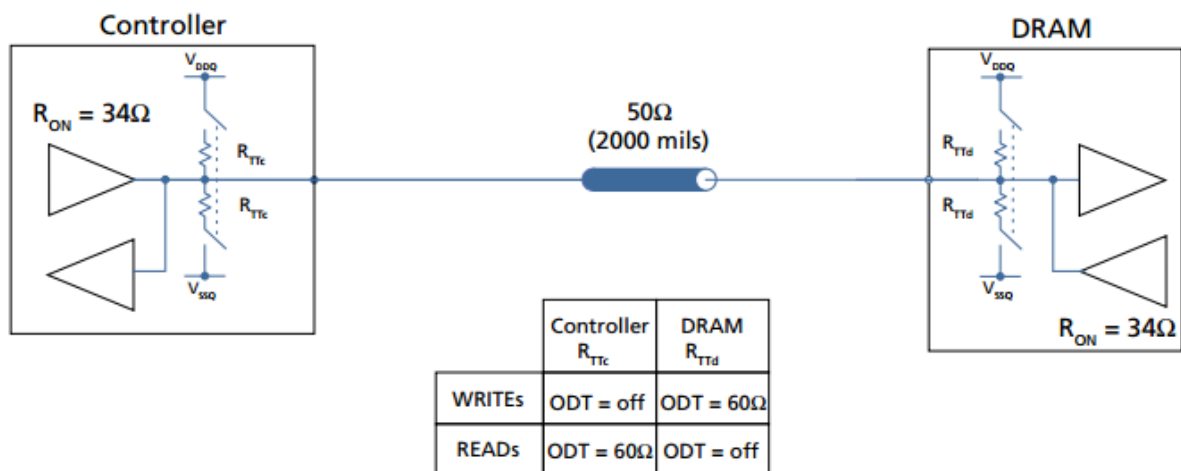 Controller
DRAM
V_DDQ
V_DDQ
R_ON = 34Ω
50Ω
(2000 mils)
R_TTc
R_TTd
R_TTc
R_TTd
V_SSQ
V_SSQ
R_ON = 34Ω
Controller R_TTc
DRAM R_TTd
WRITEs ODT = off ODT = 60Ω
READs ODT = 60Ω ODT = off